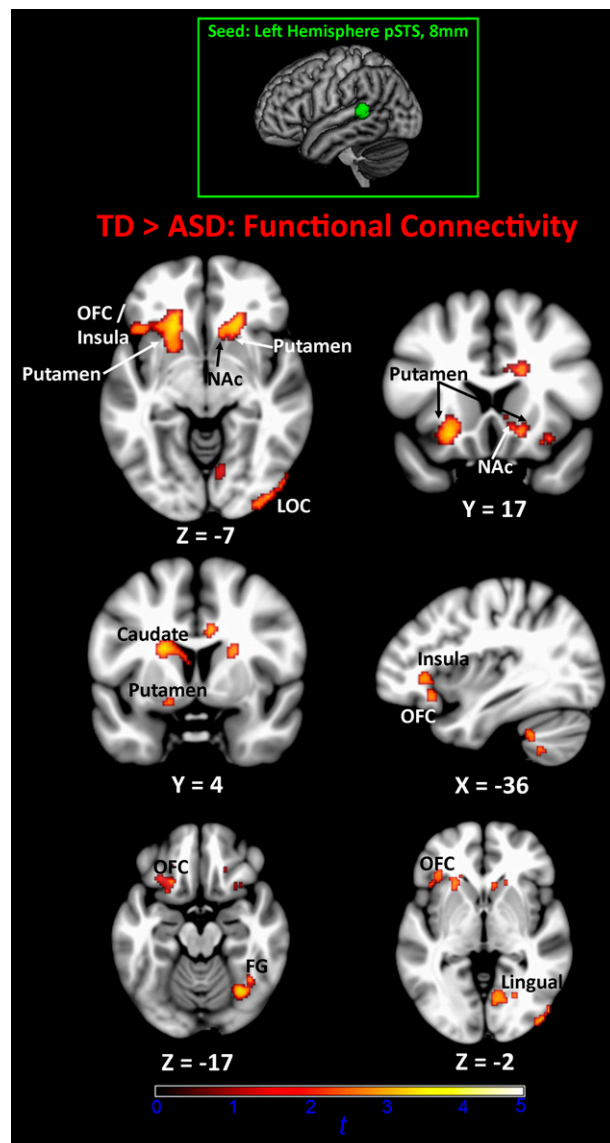 Seed: Left Hemisphere pSTS, 8mm
TD > ASD: Functional Connectivity
OFC /
Insula
Putamen
NAc
Putamen
LOC
Z = -7
Putamen
NAc
Y = 17
Caudate
Putamen
Y = 4
Insula
OFC
X = -36
OFC
FG
Z = -17
OFC
Lingual
Z = -2
0 1 2 3 4 5
t